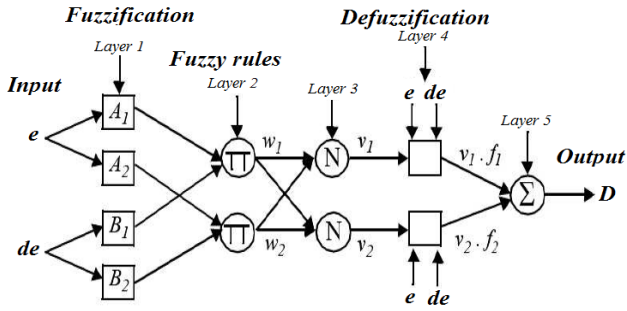 Fuzzification
Layer 1
Input
e
de
A1
A2
B1
B2
Fuzzy rules
Layer 2
∏
∏
w1
w2
Layer 3
N
N
v1
v2
Defuzzification
Layer 4
e de
e de
v1 . f1
v2 . f2
Layer 5
Σ
Output
D